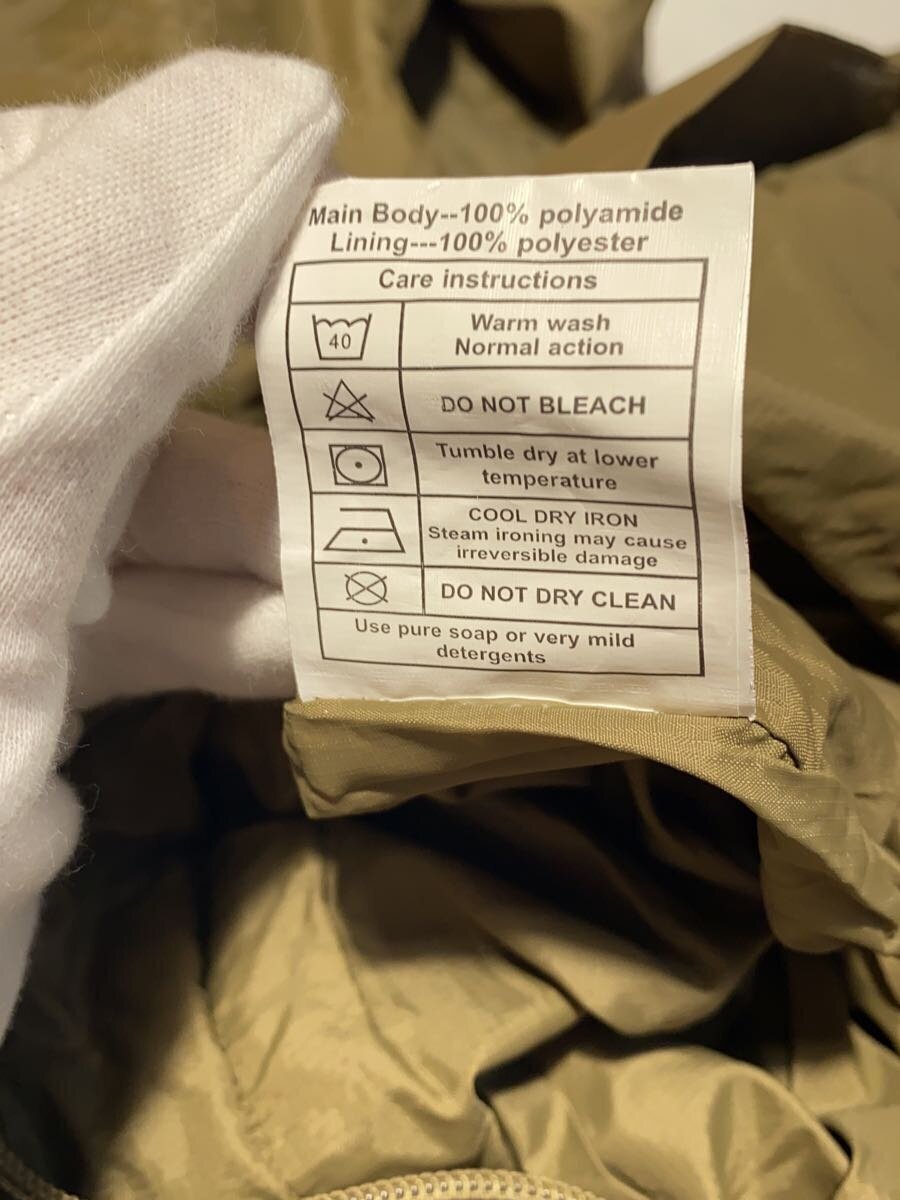 Main Body--100% polyamide
Lining---100% polyester
Care instructions
40
Warm wash
Normal action
DO NOT BLEACH
Tumble dry at lower
temperature
COOL DRY IRON
Steam ironing may cause
irreversible damage
DO NOT DRY CLEAN
Use pure soap or very mild
detergents